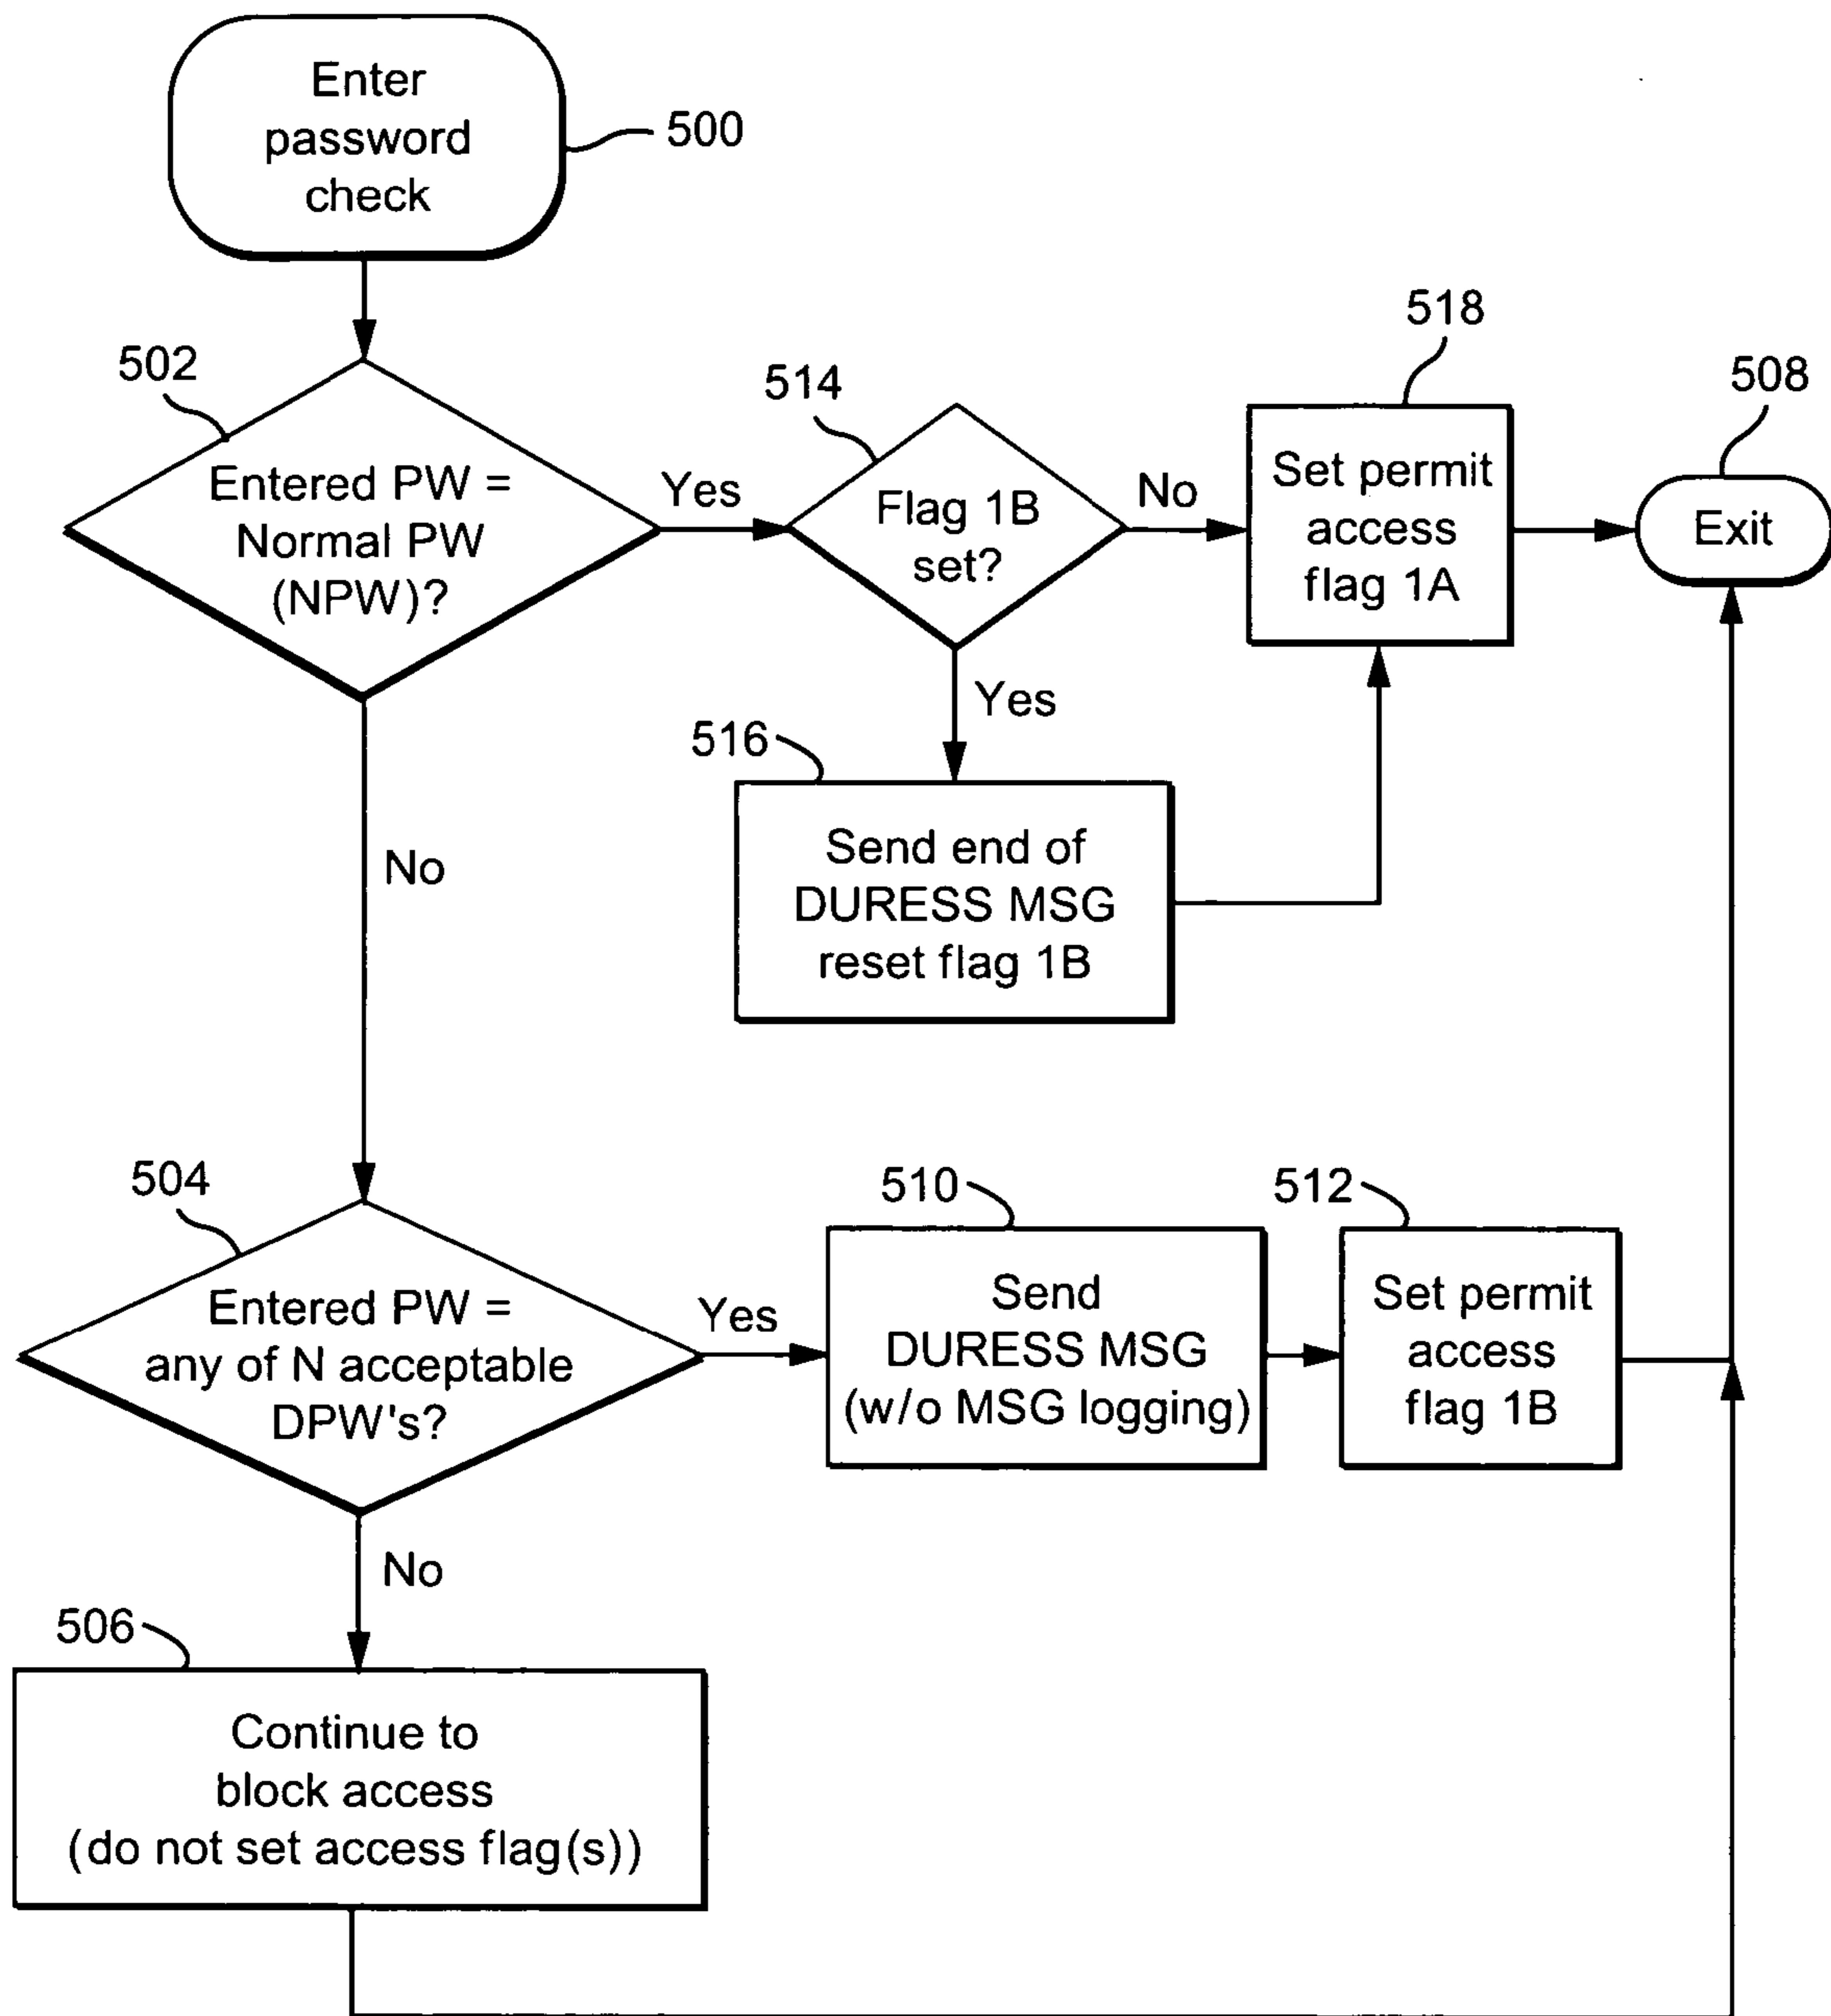 Enter
password
check
500
502
Entered PW =
Normal PW
(NPW)?
Yes
514
Flag 1B
set?
No
518
Set permit
access
flag 1A
508
Exit
Yes
516
Send end of
DURESS MSG
reset flag 1B
No
504
Entered PW =
any of N acceptable
DPW's?
Yes
510
Send
DURESS MSG
(w/o MSG logging)
512
Set permit
access
flag 1B
No
506
Continue to
block access
(do not set access flag(s))